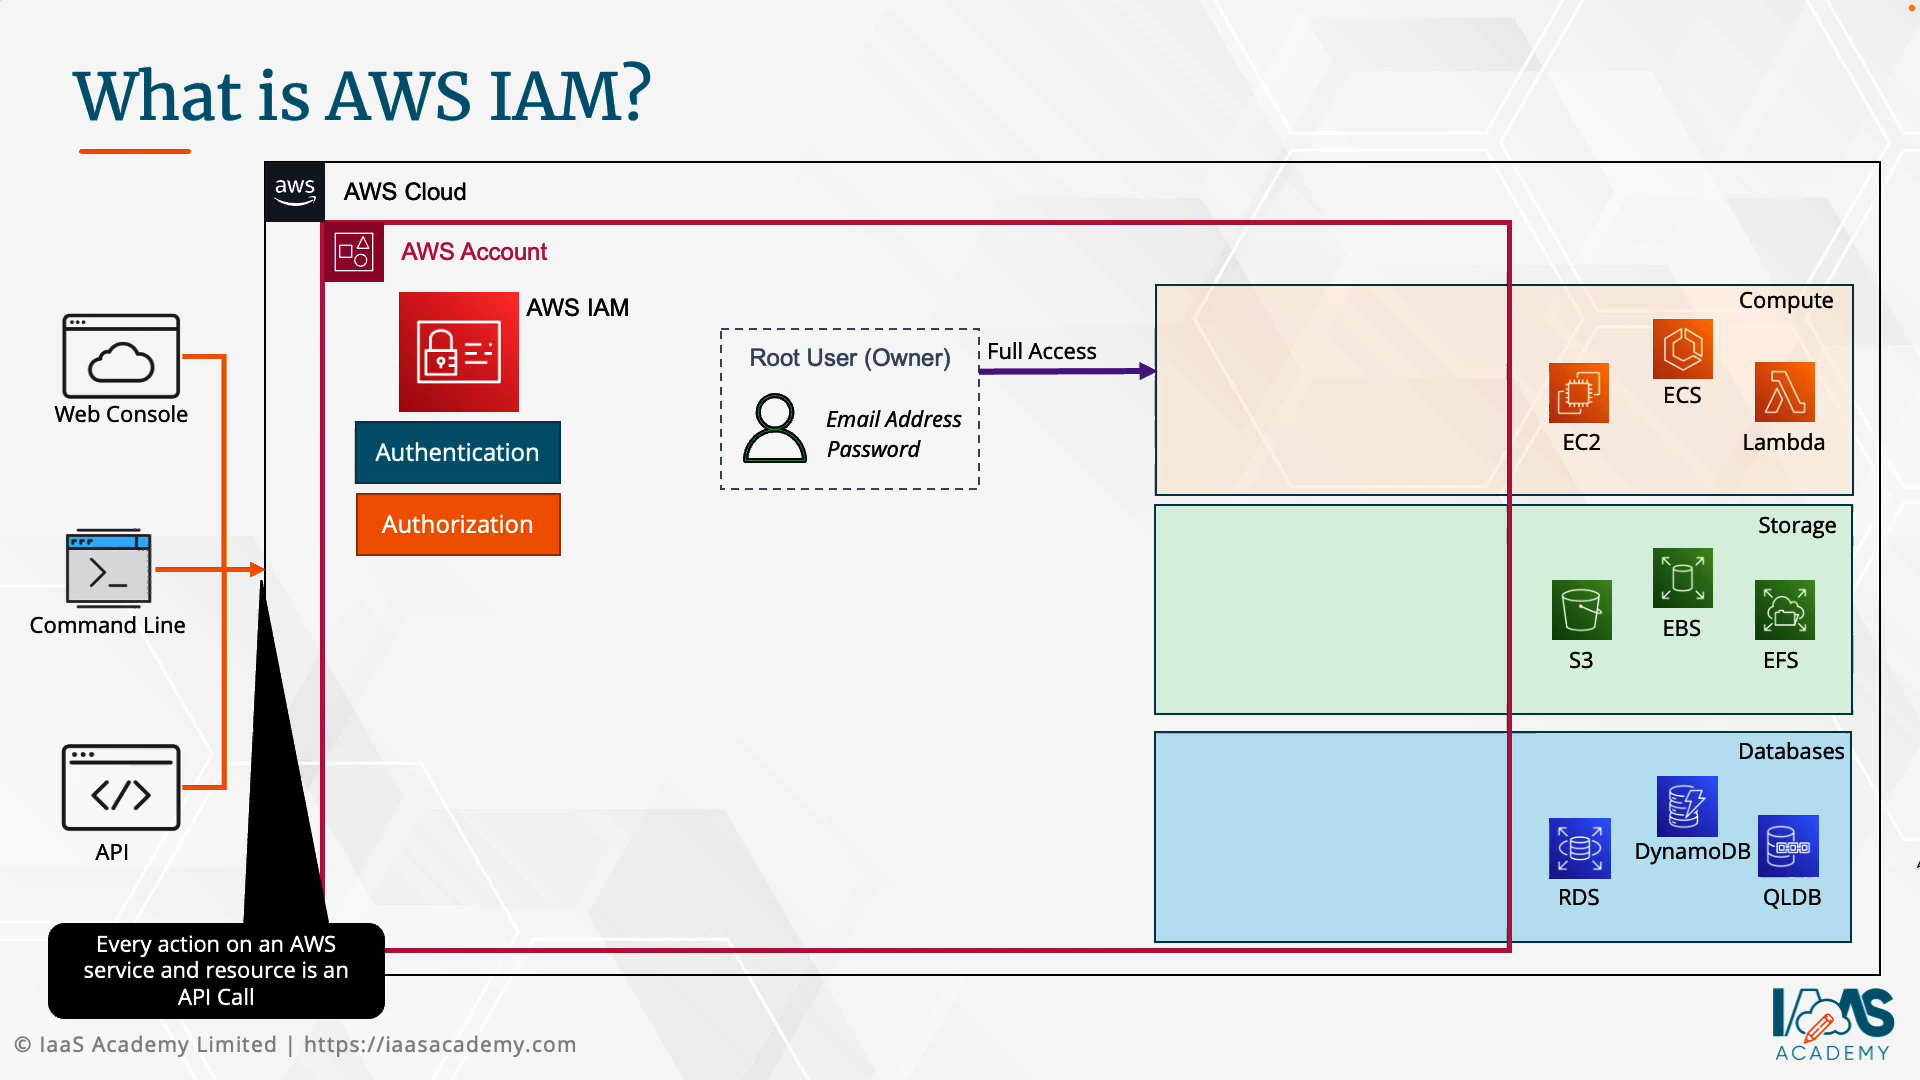 What is AWS IAM?
aws
AWS Cloud
AWS Account
AWS IAM
Authentication
Authorization
Web Console
Command Line
API
Root User (Owner)
Email Address
Password
Full Access
Compute
EC2
ECS
Lambda
Storage
S3
EBS
EFS
Databases
RDS
DynamoDB
QLDB
Every action on an AWS
service and resource is an
API Call
© IaaS Academy Limited | https://iaasacademy.com
IAAS
ACADEMY